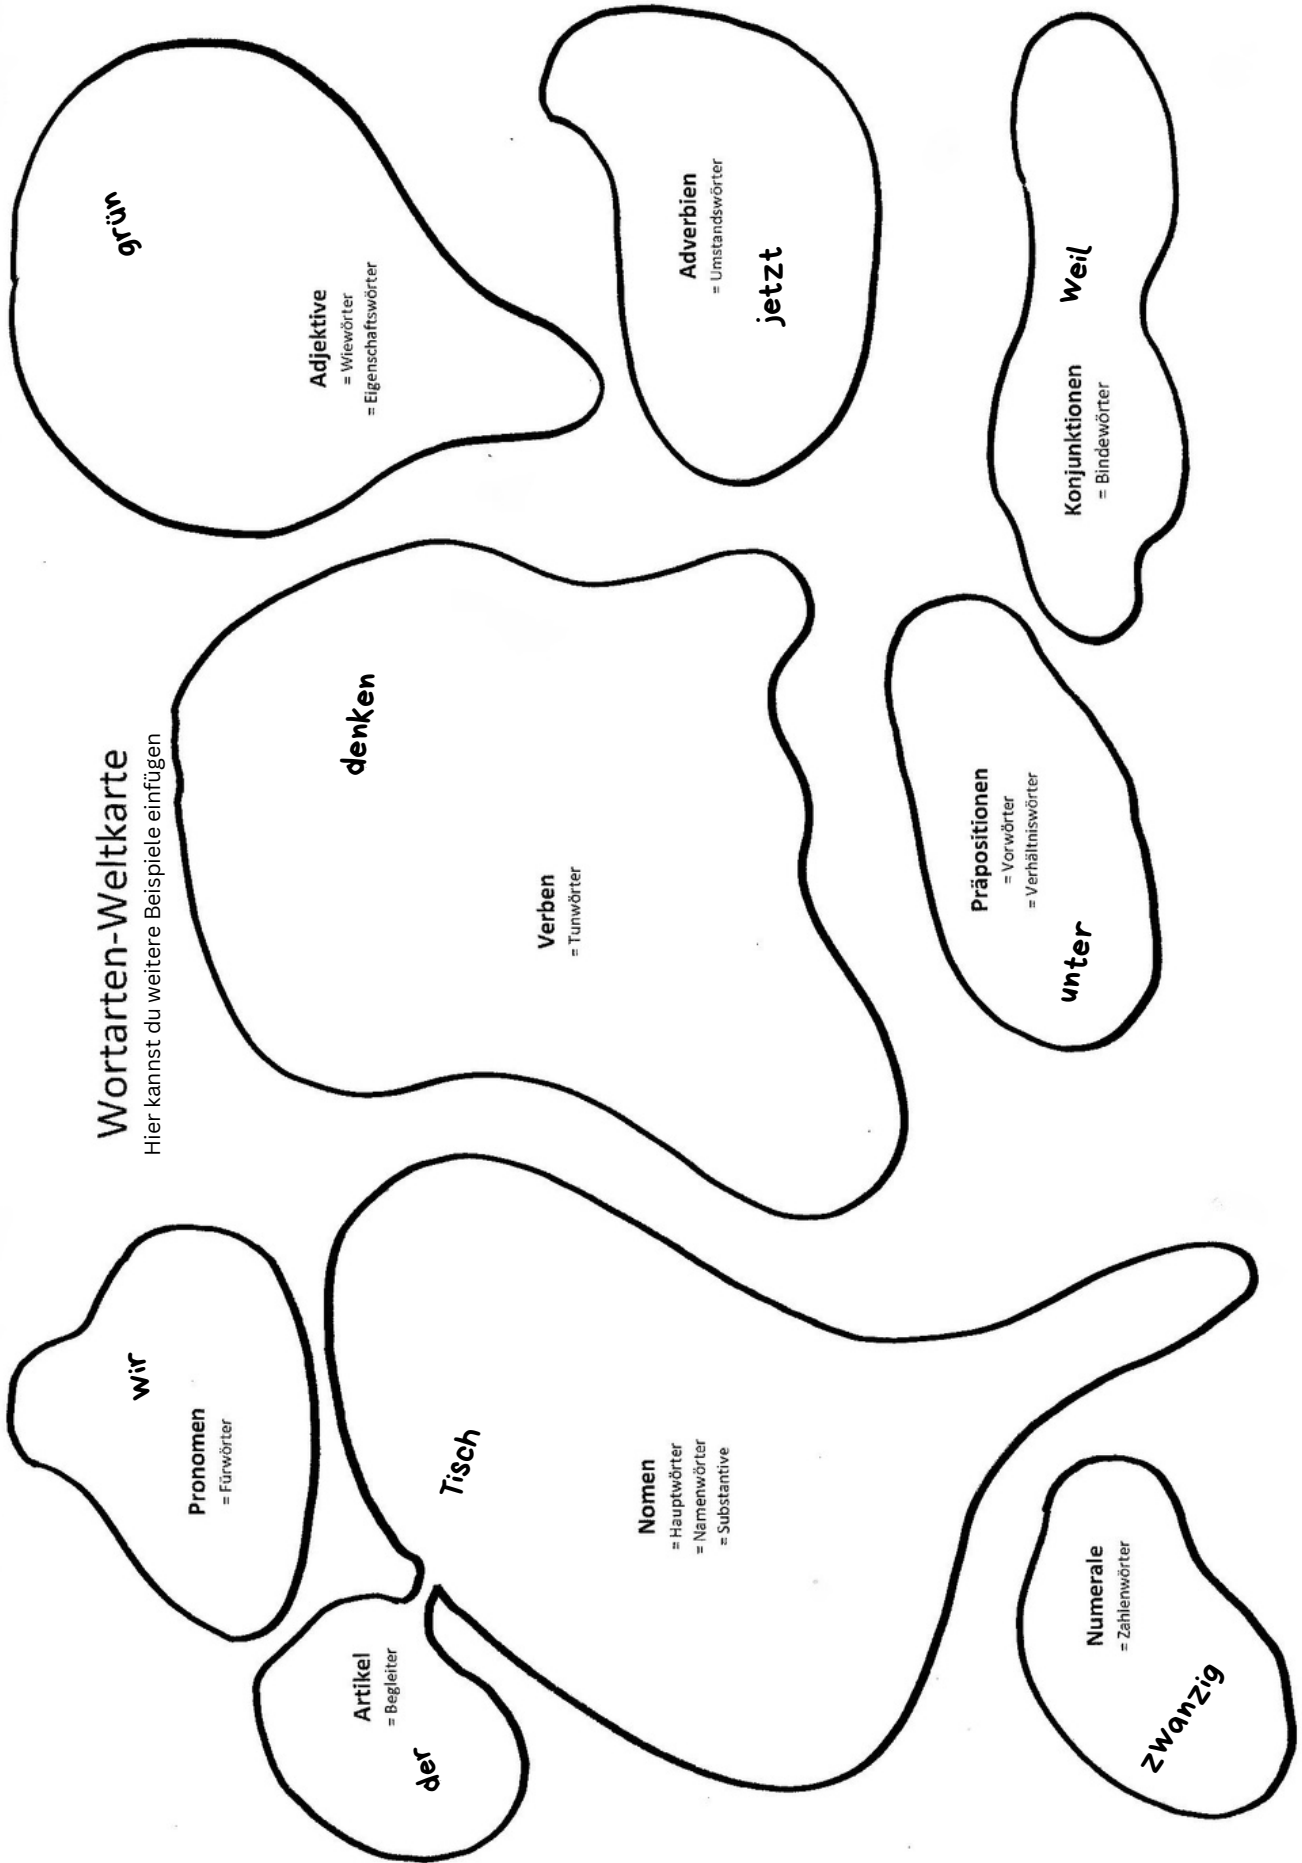 Wortarten-Weltkarte
Hier kannst du weitere Beispiele einfügen
wir
Pronomen
= Fürwörter
Artikel
= Begleiter
der
Tisch
Nomen
= Hauptwörter
= Namenwörter
= Substantive
Numerale
= Zahlenwörter
zwanzig
denken
Verben
= Tunwörter
Präpositionen
= Vorwörter
= Verhältniswörter
unter
grün
Adjektive
= Wiewörter
= Eigenschaftswörter
Adverbien
= Umstandswörter
jetzt
weil
Konjunktionen
= Bindewörter